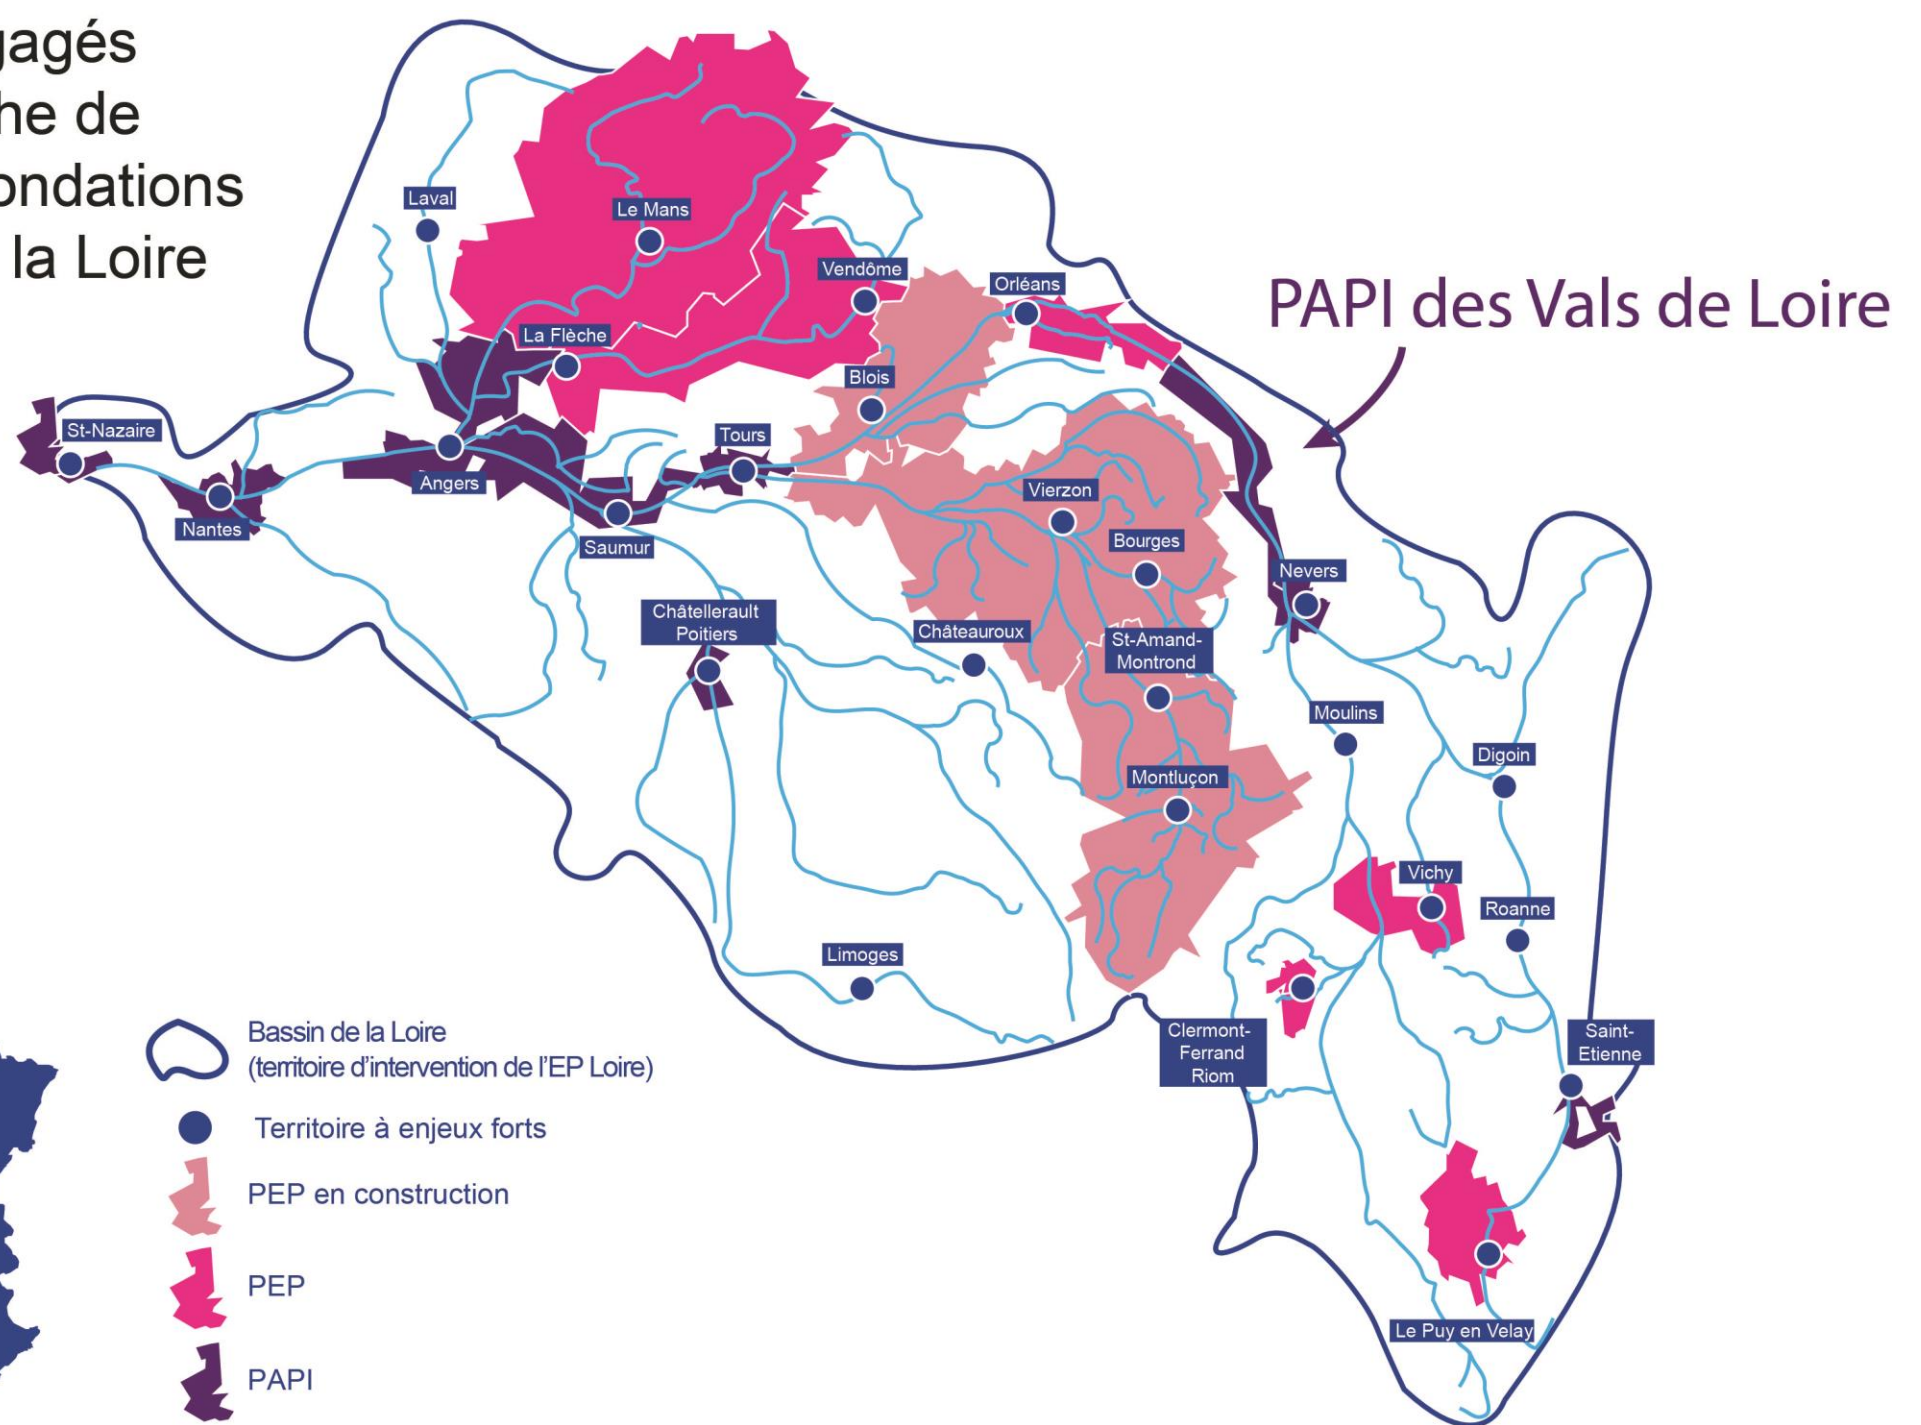 gagés
he de
ondations
la Loire
PAPI des Vals de Loire
Laval
Le Mans
Vendôme
Orléans
La Flèche
Blois
St-Nazaire
Tours
Angers
Nantes
Saumur
Vierzon
Bourges
Nevers
Châtellerault
Poitiers
Châteauroux
St-Amand-
Montrond
Moulins
Digoin
Montluçon
Vichy
Roanne
Limoges
Clermont-
Ferrand
Riom
Saint-
Etienne
Le Puy en Velay
Bassin de la Loire
(territoire d'intervention de l'EP Loire)
Territoire à enjeux forts
PEP en construction
PEP
PAPI